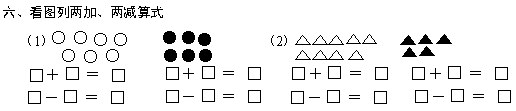 六、看图列两加、两减算式
(1) ○○○○ ●●● (2) △△△△△ ▲▲▲
○○○○ ●●● △△△△ ▲▲
□+□=□ □+□=□ □+□=□ □+□=□
□-□=□ □-□=□ □-□=□ □-□=□